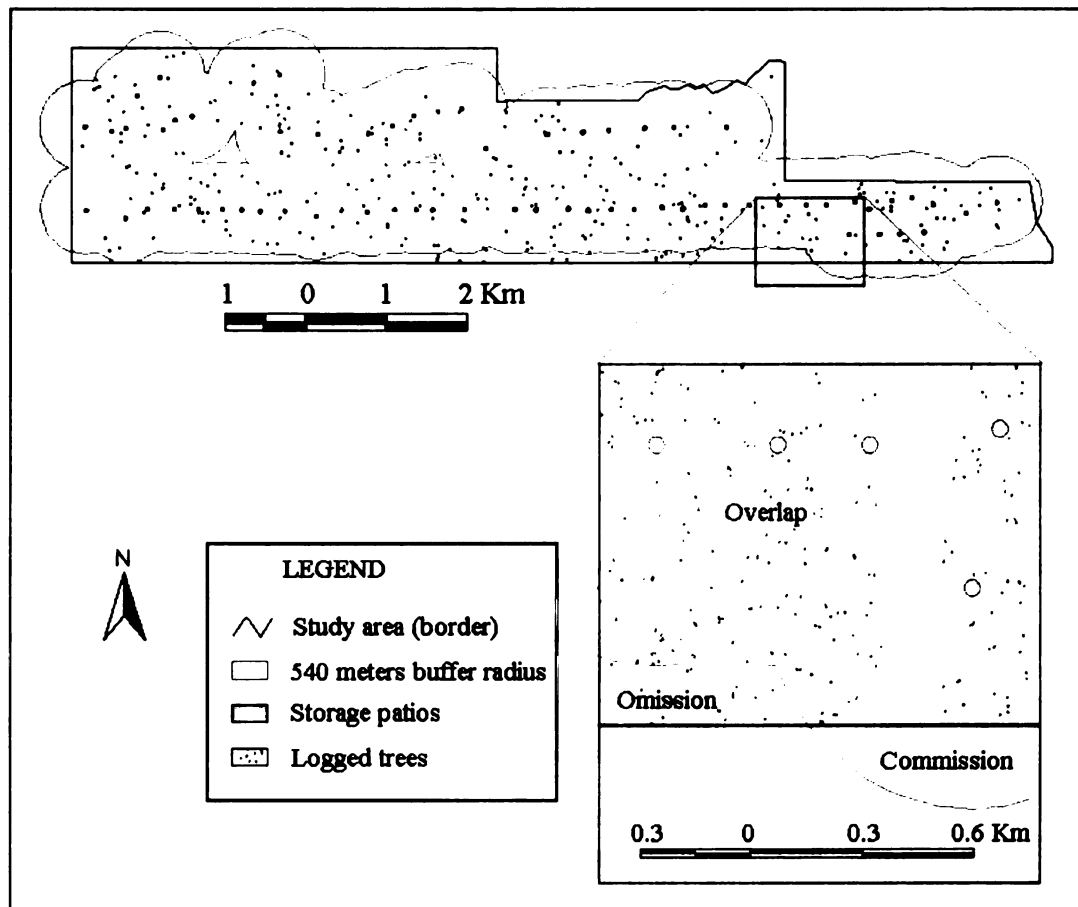 1 0 1 2 Km
Overlap
Omission
Commission
0.3 0 0.3 0.6 Km
N
LEGEND
Study area (border)
540 meters buffer radius
Storage patios
Logged trees